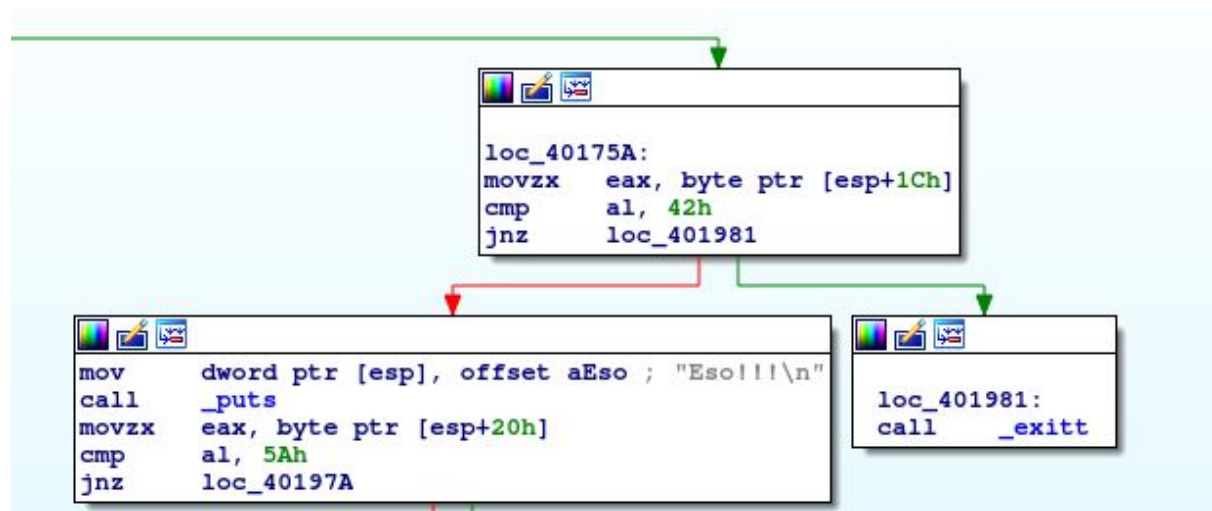 loc_40175A:
movzx eax, byte ptr [esp+1Ch]
cmp al, 42h
jnz loc_401981
mov dword ptr [esp], offset aEso ; "Eso!!!\n"
call _puts
movzx eax, byte ptr [esp+20h]
cmp al, 5Ah
jnz loc_40197A
loc_401981:
call _exitt